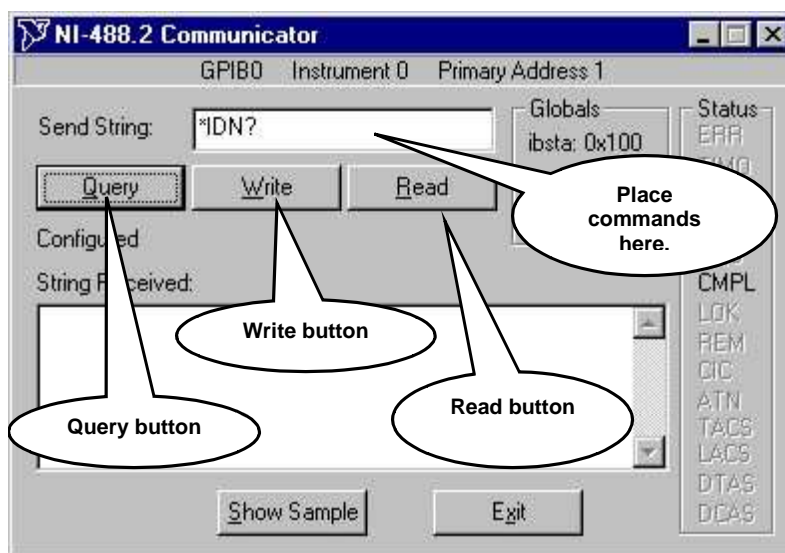 NI-488.2 Communicator
GPIB0 Instrument 0 Primary Address 1
Send String: *IDN?
Globals
ibsta: 0x100
Status
ERR
TIMO
Query Write Read
Place
commands
here.
Configured
String Received:
CMPL
LOK
REM
CIC
ATN
TACS
LACS
DTAS
DCAS
Write button
Query button
Read button
Show Sample Exit